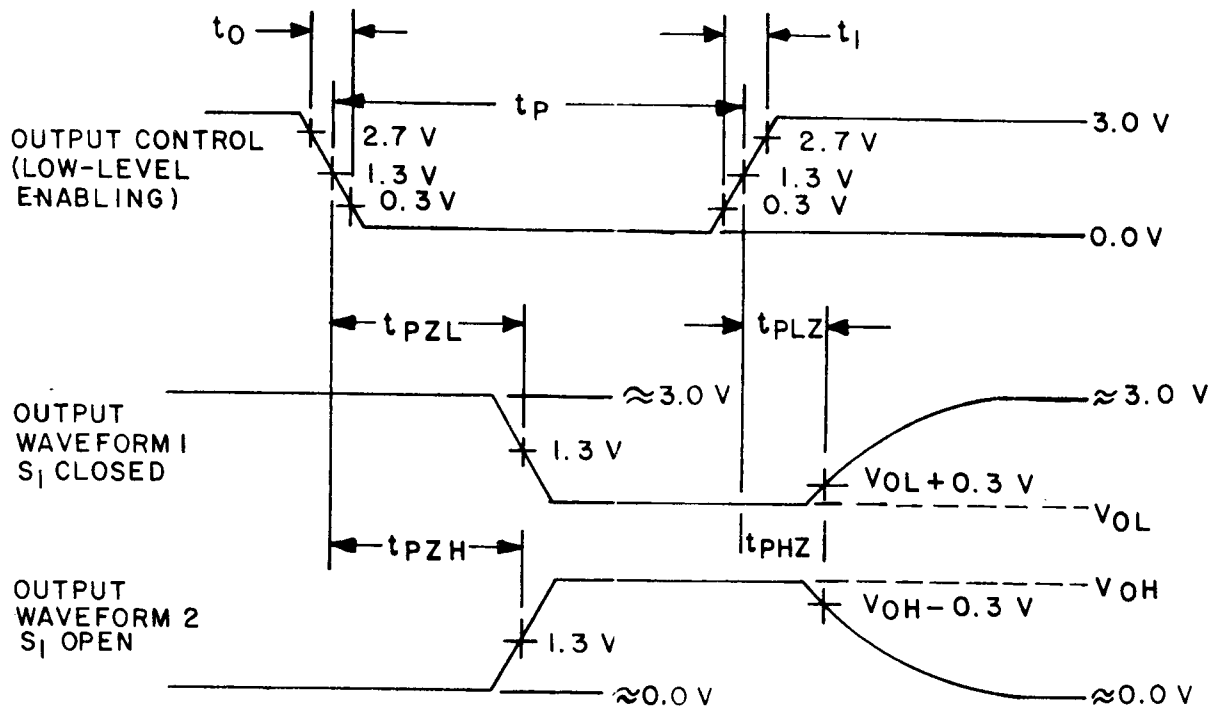 t0 t1
tP
OUTPUT CONTROL
(LOW-LEVEL
ENABLING)
2.7 V
1.3 V
0.3 V
2.7 V
1.3 V
0.3 V
3.0 V
0.0 V
tPZL tPLZ
OUTPUT
WAVEFORM 1
S1 CLOSED
≈3.0 V
1.3 V
≈3.0 V
VOL+0.3 V
VOL
tPZH tPHZ
OUTPUT
WAVEFORM 2
S1 OPEN
1.3 V
≈0.0 V
VOH
VOH-0.3 V
≈0.0 V